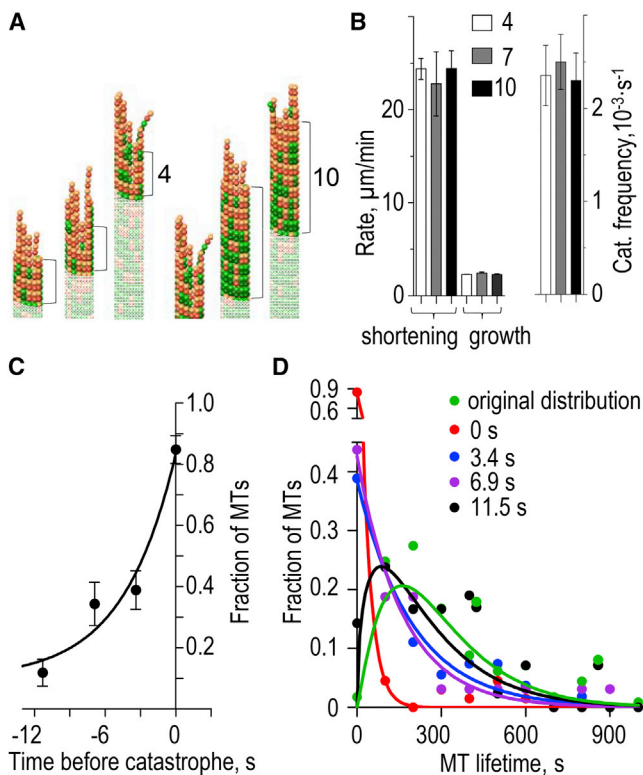 A
4
10
B
4
7
10
Rate, μm/min
20
10
0
shortening growth
Cat. frequency, 10⁻³·s⁻¹
2
1
0
C
Fraction of MTs
1.0
0.8
0.6
0.4
0.2
-12 -6 0
Time before catastrophe, s
D
Fraction of MTs
0.9
0.6
0.4
0.3
0.2
0.1
0
original distribution
0 s
3.4 s
6.9 s
11.5 s
0 300 600 900
MT lifetime, s